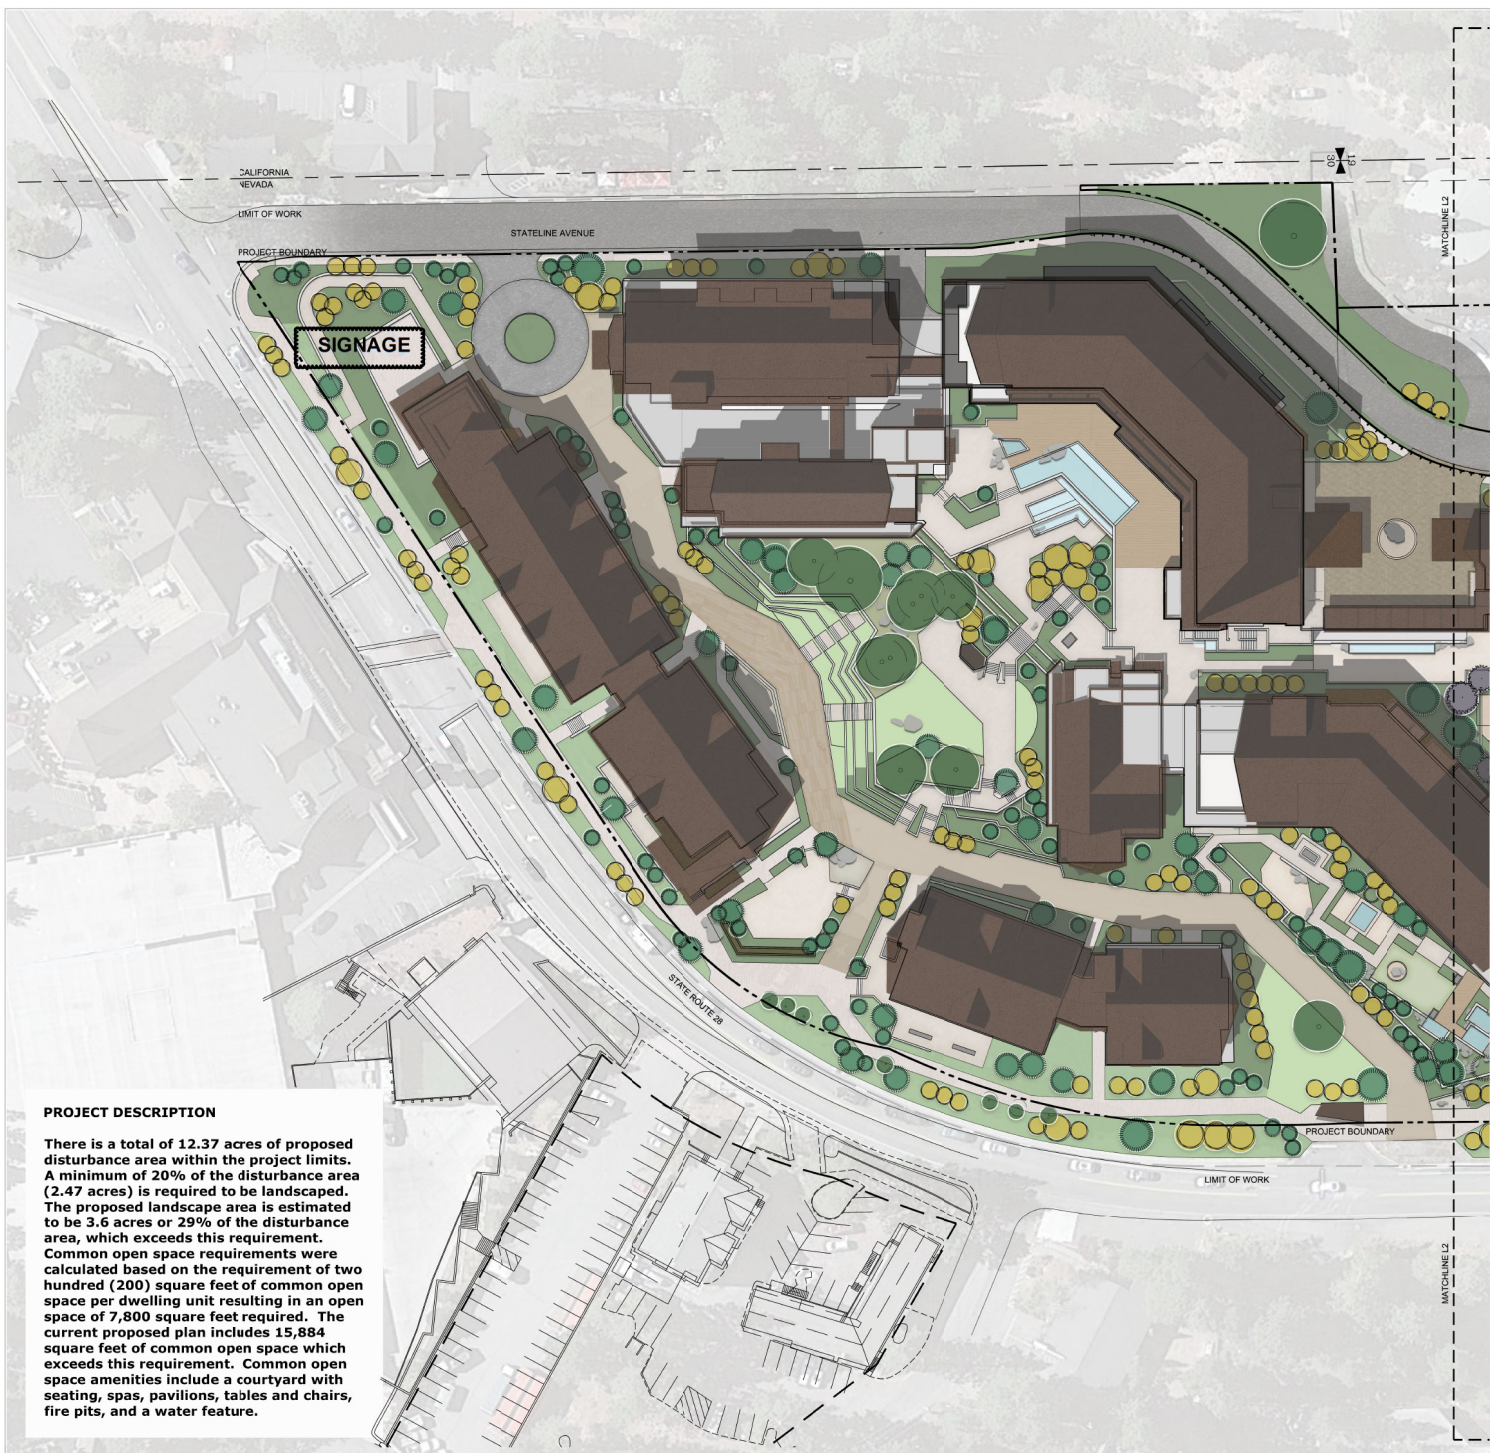 19
30
CALIFORNIA
NEVADA
LIMIT OF WORK
STATELINE AVENUE
PROJECT BOUNDARY
MATCHLINE L2
SIGNAGE
STATE ROUTE 28
PROJECT BOUNDARY
LIMIT OF WORK
MATCHLINE L2
PROJECT DESCRIPTION
There is a total of 12.37 acres of proposed
disturbance area within the project limits.
A minimum of 20% of the disturbance area
(2.47 acres) is required to be landscaped.
The proposed landscape area is estimated
to be 3.6 acres or 29% of the disturbance
area, which exceeds this requirement.
Common open space requirements were
calculated based on the requirement of two
hundred (200) square feet of common open
space per dwelling unit resulting in an open
space of 7,800 square feet required.  The
current proposed plan includes 15,884
square feet of common open space which
exceeds this requirement.  Common open
space amenities include a courtyard with
seating, spas, pavilions, tables and chairs,
fire pits, and a water feature.